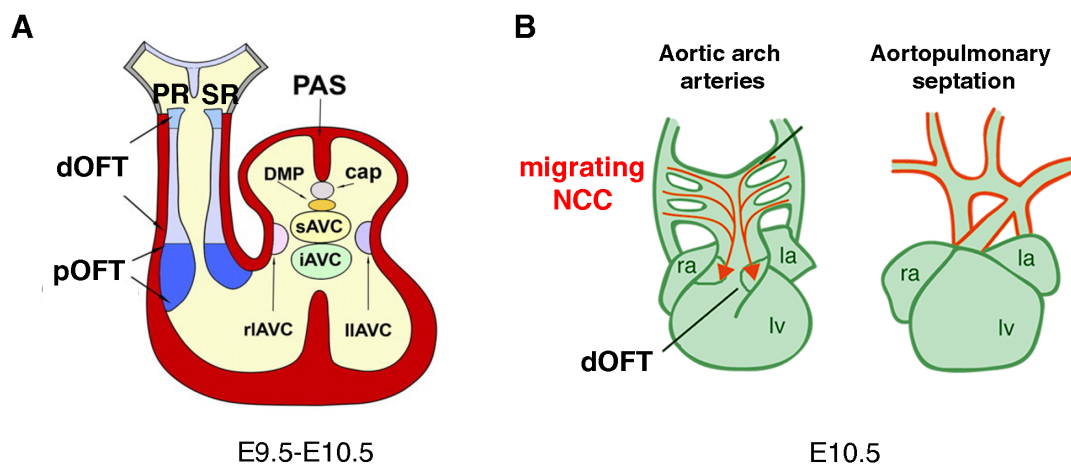 A
PR SR
PAS
dOFT
DMP
cap
sAVC
iAVC
pOFT
rlAVC
llAVC
E9.5-E10.5
B
Aortic arch
arteries
Aortopulmonary
septation
migrating
NCC
ra
la
lv
dOFT
ra
la
lv
E10.5